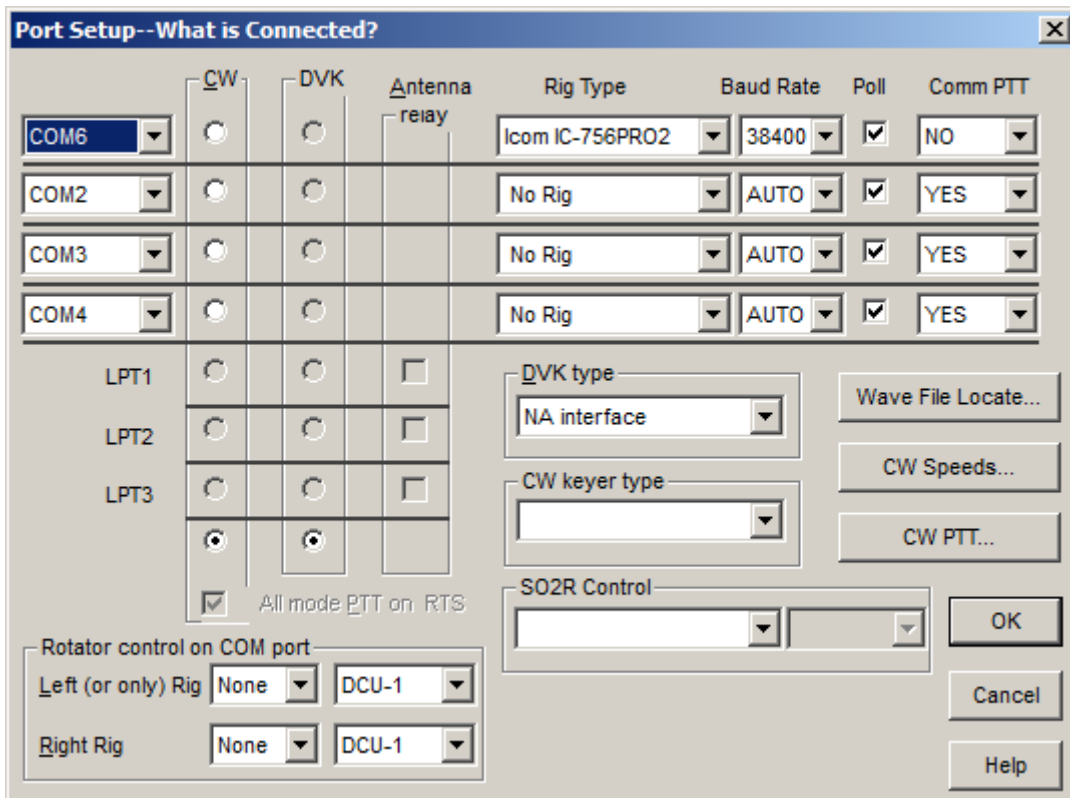 Port Setup--What is Connected?
CW DVK Antenna relay Rig Type Baud Rate Poll Comm PTT
COM6 Icom IC-756PRO2 38400 NO
COM2 No Rig AUTO YES
COM3 No Rig AUTO YES
COM4 No Rig AUTO YES
LPT1
LPT2
LPT3
DVK type
NA interface
Wave File Locate...
CW keyer type
CW Speeds...
CW PTT...
All mode PTT on RTS
SO2R Control
OK
Cancel
Help
Rotator control on COM port
Left (or only) Rig None DCU-1
Right Rig None DCU-1